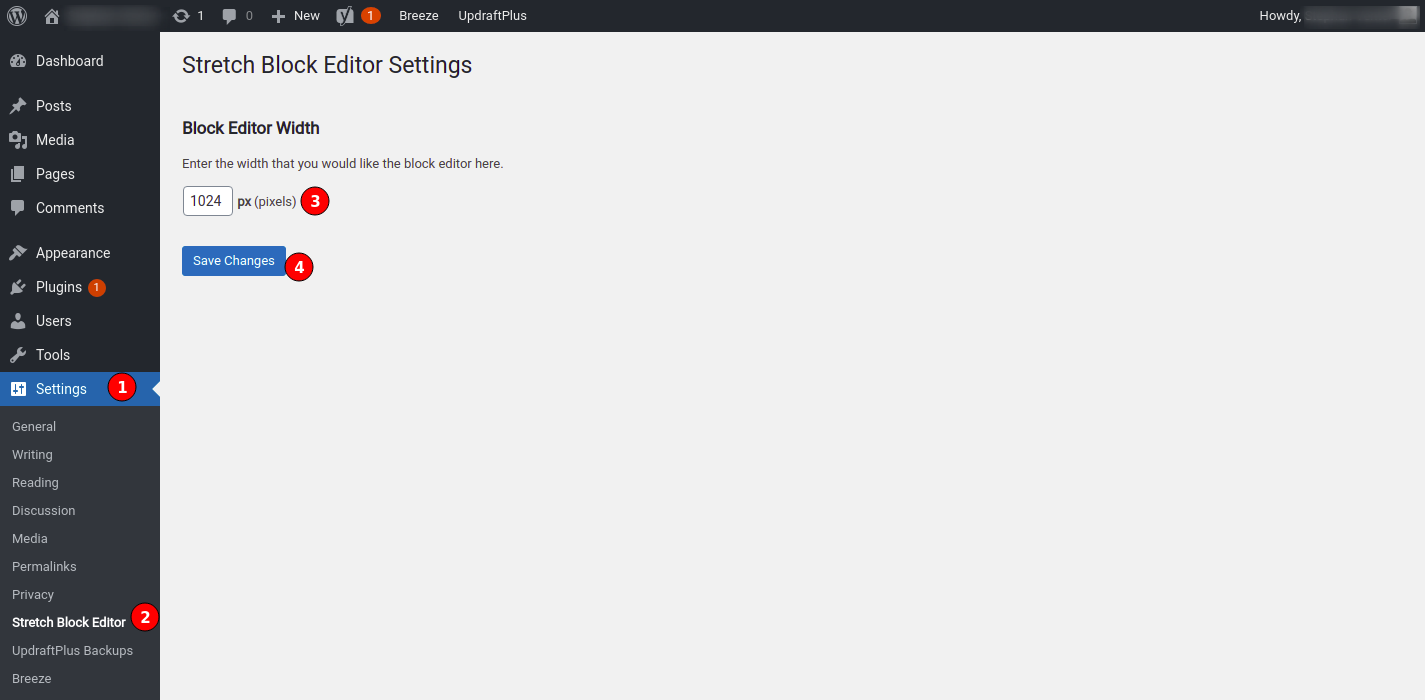 1 0 New 1 Breeze UpdraftPlus Howdy,
Dashboard
Posts
Media
Pages
Comments
Appearance
Plugins 1
Users
Tools
Settings 1
General
Writing
Reading
Discussion
Media
Permalinks
Privacy
Stretch Block Editor 2
UpdraftPlus Backups
Breeze
Stretch Block Editor Settings
Block Editor Width
Enter the width that you would like the block editor here.
1024 px (pixels) 3
Save Changes 4